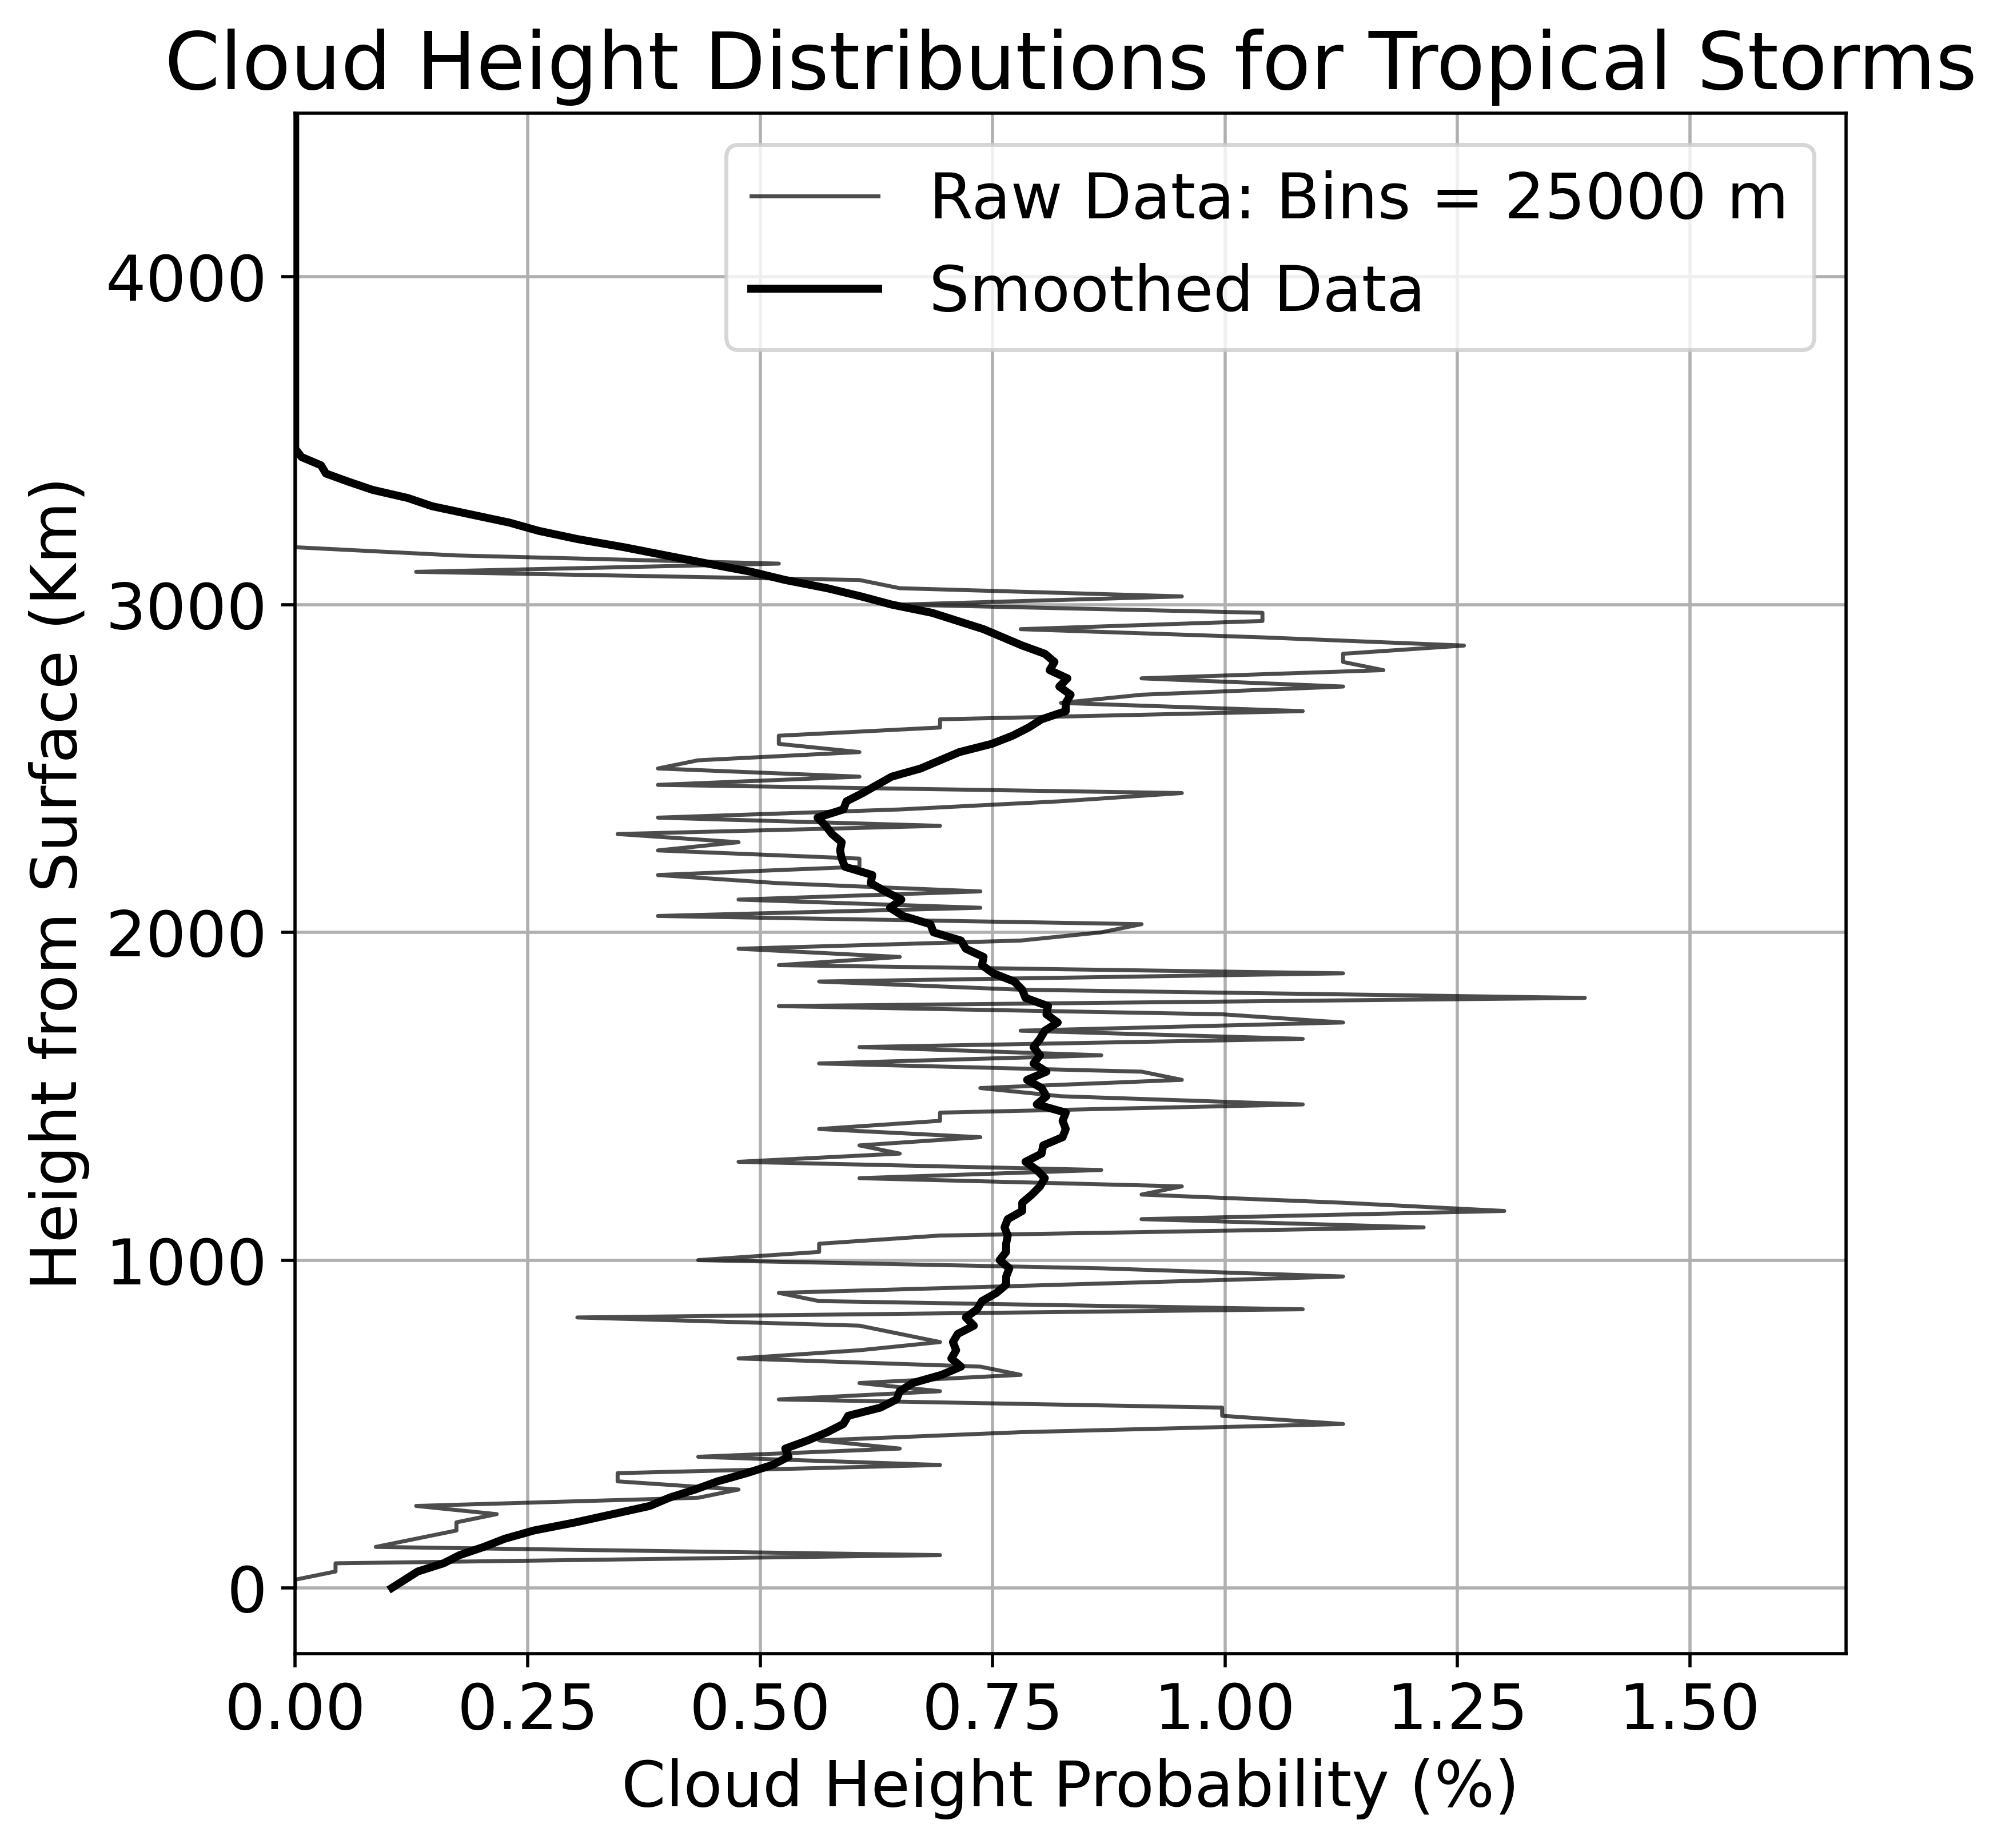 Cloud Height Distributions for Tropical Storms
Raw Data: Bins = 25000 m
Smoothed Data
Height from Surface (Km)
4000
3000
2000
1000
0
0.00 0.25 0.50 0.75 1.00 1.25 1.50
Cloud Height Probability (%)